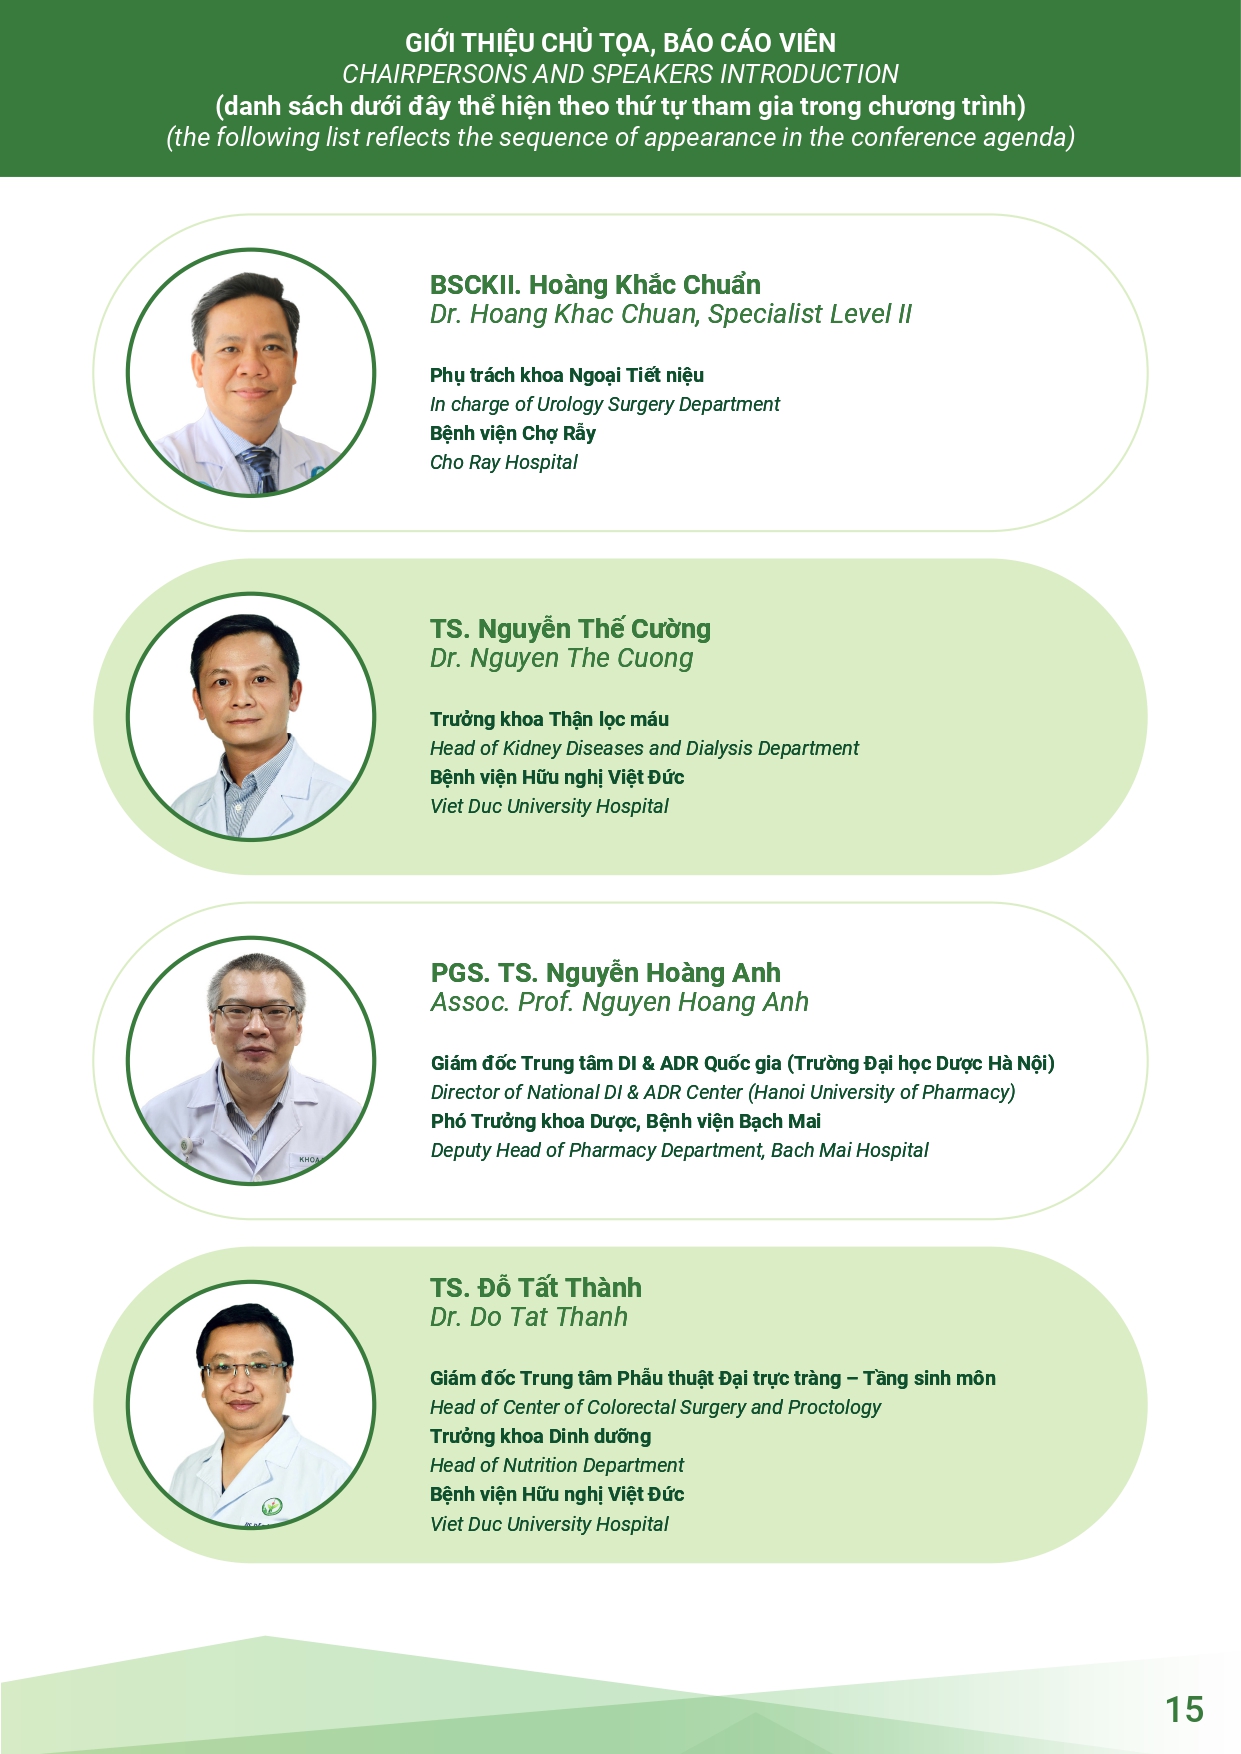 GIỚI THIỆU CHỦ TỌA, BÁO CÁO VIÊN
CHAIRPERSONS AND SPEAKERS INTRODUCTION
(danh sách dưới đây thể hiện theo thứ tự tham gia trong chương trình)
(the following list reflects the sequence of appearance in the conference agenda)
BSCKII. Hoàng Khắc Chuẩn
Dr. Hoang Khac Chuan, Specialist Level II
Phụ trách khoa Ngoại Tiết niệu
In charge of Urology Surgery Department
Bệnh viện Chợ Rẫy
Cho Ray Hospital
TS. Nguyễn Thế Cường
Dr. Nguyen The Cuong
Trưởng khoa Thận lọc máu
Head of Kidney Diseases and Dialysis Department
Bệnh viện Hữu nghị Việt Đức
Viet Duc University Hospital
PGS. TS. Nguyễn Hoàng Anh
Assoc. Prof. Nguyen Hoang Anh
Giám đốc Trung tâm DI & ADR Quốc gia (Trường Đại học Dược Hà Nội)
Director of National DI & ADR Center (Hanoi University of Pharmacy)
Phó Trưởng khoa Dược, Bệnh viện Bạch Mai
Deputy Head of Pharmacy Department, Bach Mai Hospital
KHOA
TS. Đỗ Tất Thành
Dr. Do Tat Thanh
Giám đốc Trung tâm Phẫu thuật Đại trực tràng – Tầng sinh môn
Head of Center of Colorectal Surgery and Proctology
Trưởng khoa Dinh dưỡng
Head of Nutrition Department
Bệnh viện Hữu nghị Việt Đức
Viet Duc University Hospital
15